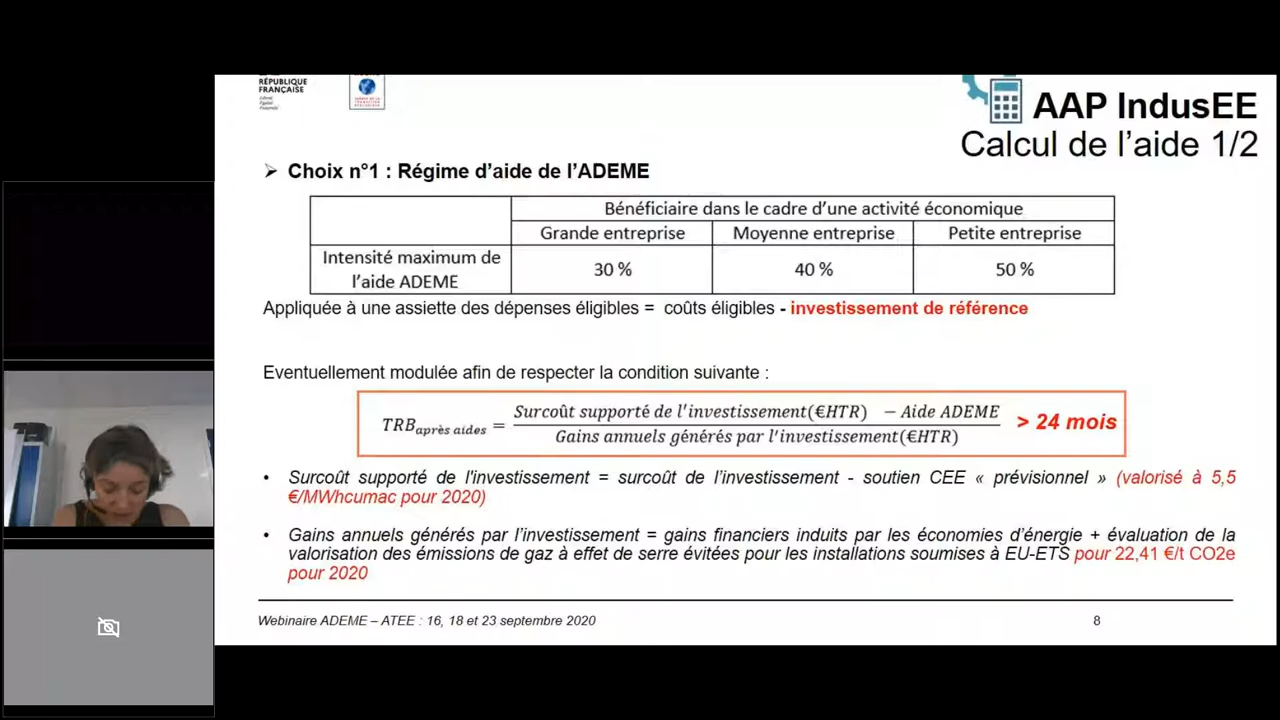 RÉPUBLIQUE
FRANÇAISE
AAP IndusEE
Calcul de l'aide 1/2
Choix n°1 : Régime d'aide de l'ADEME
Bénéficiaire dans le cadre d'une activité économique
Grande entreprise Moyenne entreprise Petite entreprise
Intensité maximum de
l'aide ADEME
30 % 40 % 50 %
Appliquée à une assiette des dépenses éligibles = coûts éligibles - investissement de référence
Eventuellement modulée afin de respecter la condition suivante :
TRB après aides = Surcoût supporté de l'investissement(€HTR) − Aide ADEME
Gains annuels générés par l'investissement(€HTR)
> 24 mois
• Surcoût supporté de l'investissement = surcoût de l'investissement - soutien CEE « prévisionnel » (valorisé à 5,5
€/MWhcumac pour 2020)
• Gains annuels générés par l'investissement = gains financiers induits par les économies d'énergie + évaluation de la
valorisation des émissions de gaz à effet de serre évitées pour les installations soumises à EU-ETS pour 22,41 €/t CO2e
pour 2020
Webinaire ADEME – ATEE : 16, 18 et 23 septembre 2020
8